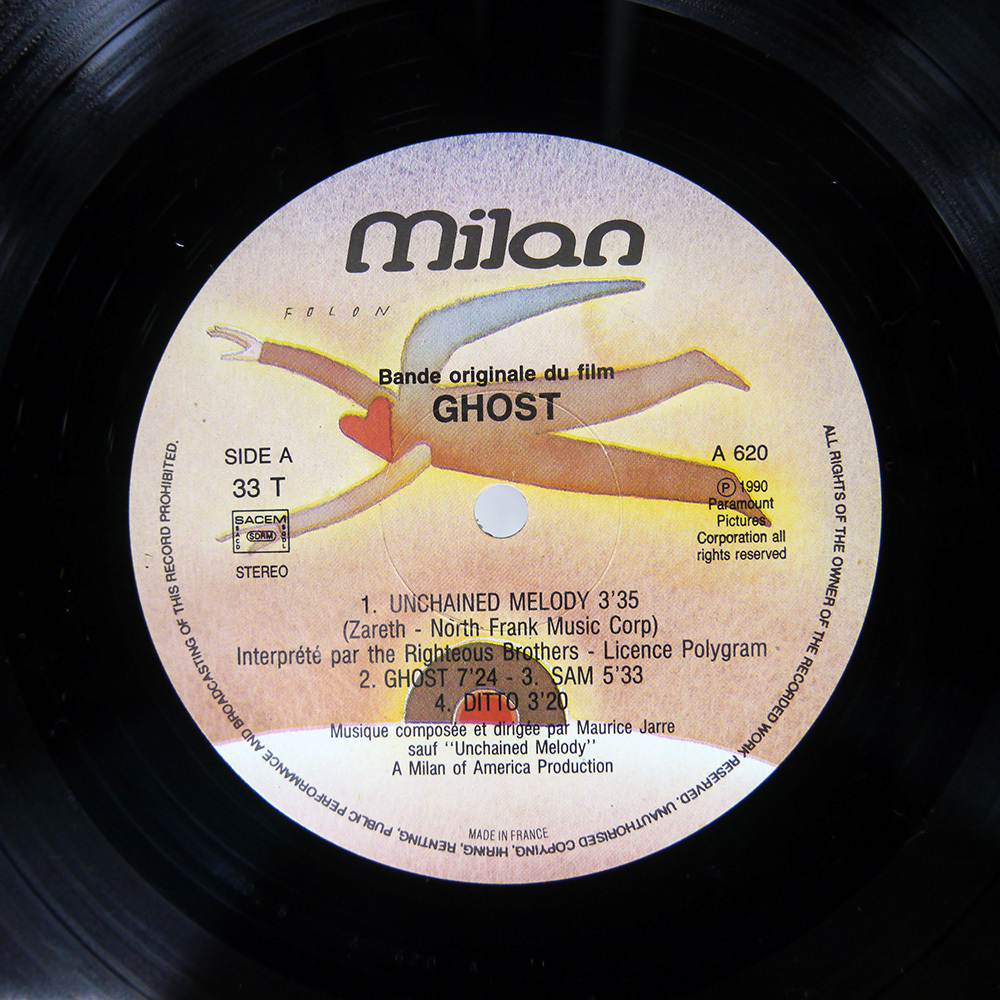 milan
FOLON
Bande originale du film
GHOST
SIDE A
33 T
SACEM
SDRM
SACD
SGDL
STEREO
A 620
Ⓟ 1990
Paramount
Pictures
Corporation all
rights reserved
1. UNCHAINED MELODY 3'35
(Zareth - North Frank Music Corp)
Interprété par the Righteous Brothers - Licence Polygram
2. GHOST 7'24 - 3. SAM 5'33
4. DITTO 3'20
Musique composée et dirigée par Maurice Jarre
sauf ‘‘Unchained Melody’’
A Milan of America Production
MADE IN FRANCE
ALL RIGHTS OF THE OWNER OF THE RECORDED WORK RESERVED. UNAUTHORISED COPYING, HIRING, RENTING, PUBLIC PERFORMANCE AND BROADCASTING OF THIS RECORD PROHIBITED.